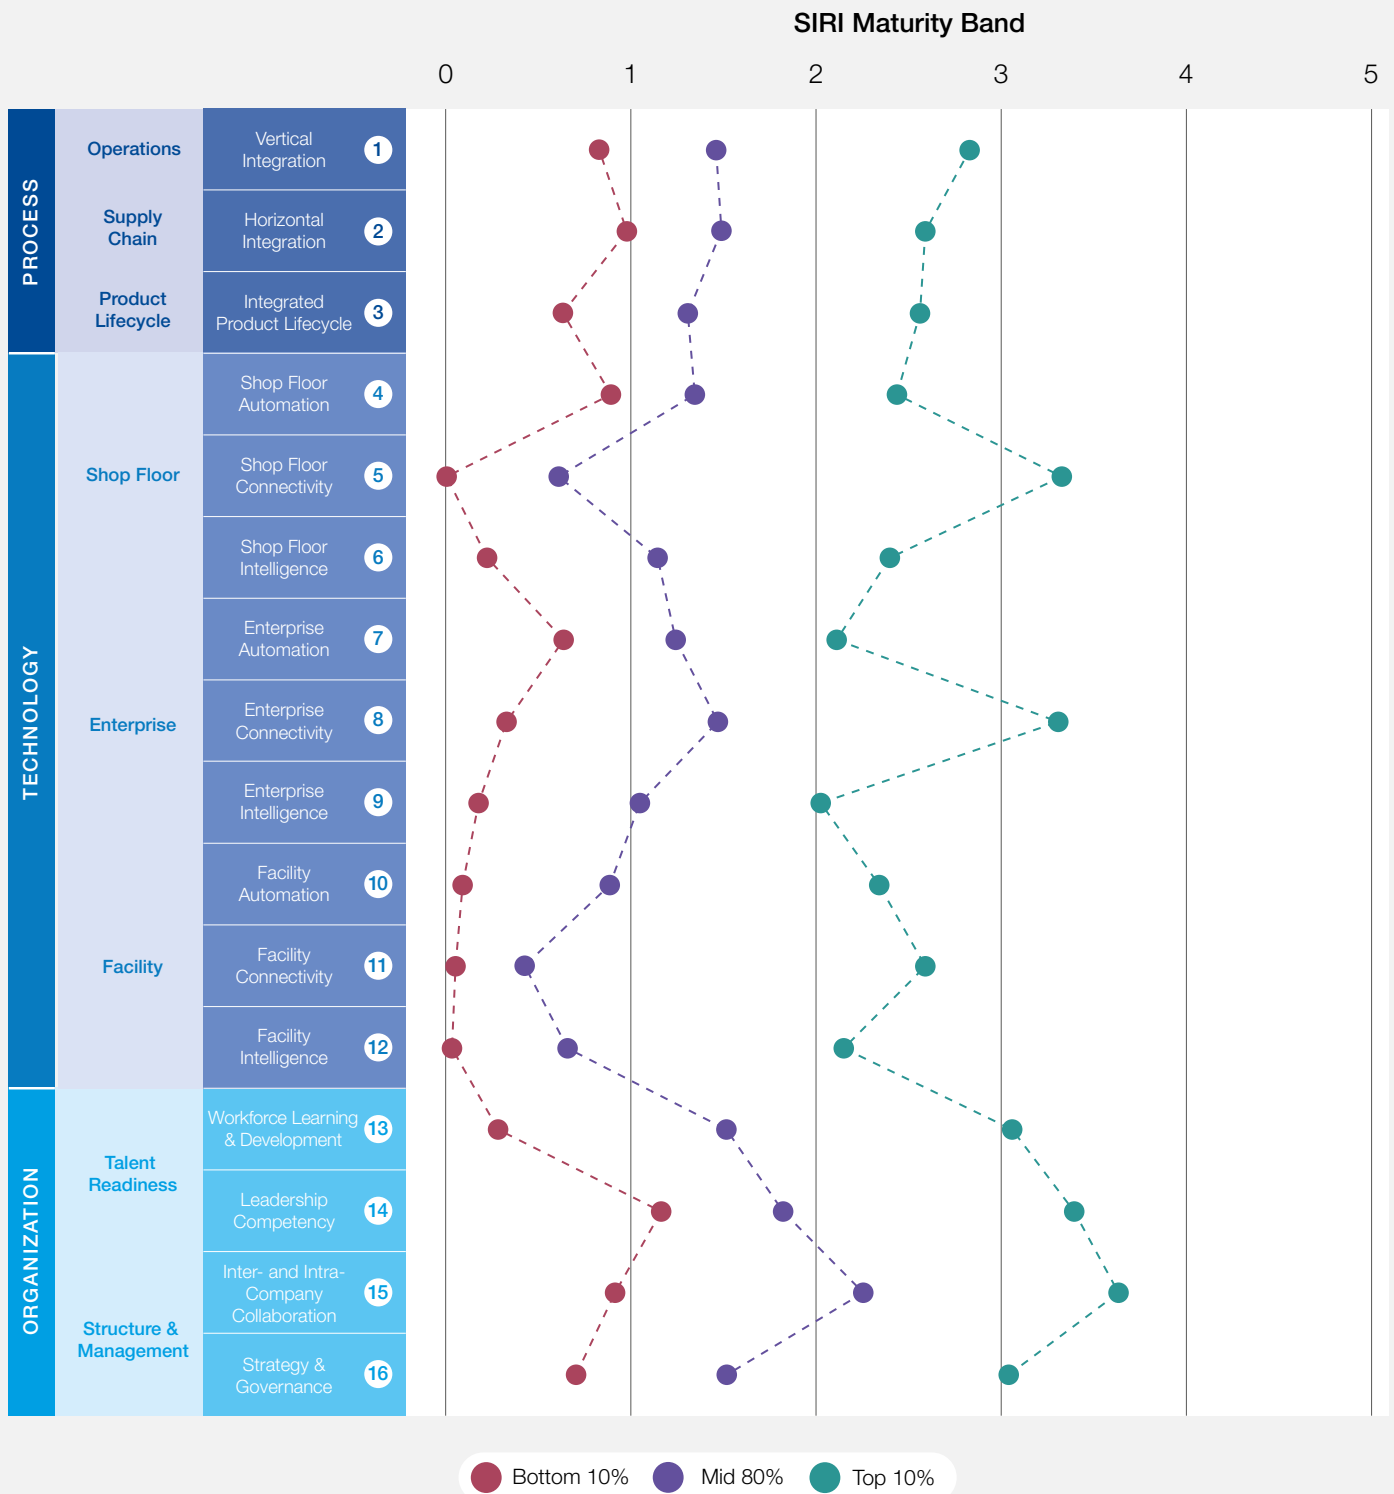 SIRI Maturity Band
0 1 2 3 4 5
PROCESS
Operations
Vertical
Integration
1
Supply
Chain
Horizontal
Integration
2
Product
Lifecycle
Integrated
Product Lifecycle
3
TECHNOLOGY
Shop Floor
Shop Floor
Automation
4
Shop Floor
Connectivity
5
Shop Floor
Intelligence
6
Enterprise
Enterprise
Automation
7
Enterprise
Connectivity
8
Enterprise
Intelligence
9
Facility
Facility
Automation
10
Facility
Connectivity
11
Facility
Intelligence
12
ORGANIZATION
Talent
Readiness
Workforce Learning
& Development
13
Leadership
Competency
14
Structure &
Management
Inter- and Intra-
Company
Collaboration
15
Strategy &
Governance
16
Bottom 10% Mid 80% Top 10%